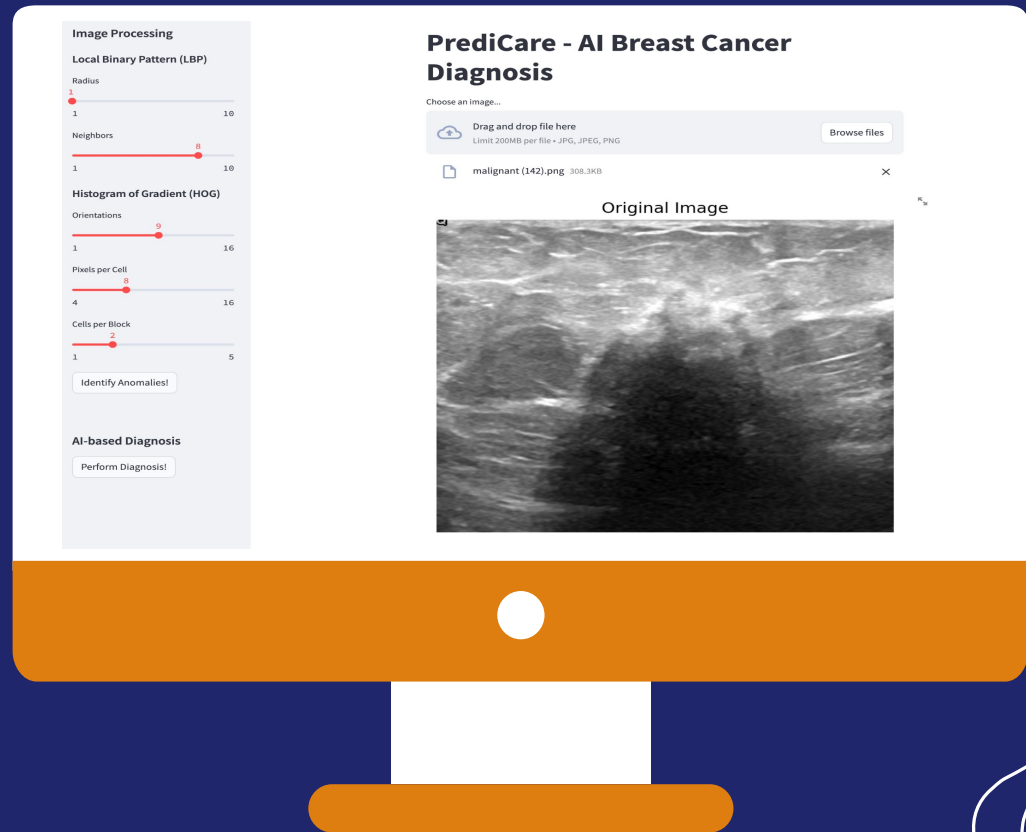 Image Processing
Local Binary Pattern (LBP)
Radius
1
1 10
Neighbors
8
1 10
Histogram of Gradient (HOG)
Orientations
9
1 16
Pixels per Cell
8
4 16
Cells per Block
2
1 5
Identify Anomalies!
AI-based Diagnosis
Perform Diagnosis!
PrediCare - AI Breast Cancer
Diagnosis
Choose an image...
Drag and drop file here
Limit 200MB per file • JPG, JPEG, PNG
Browse files
malignant (142).png 308.3KB
Original Image